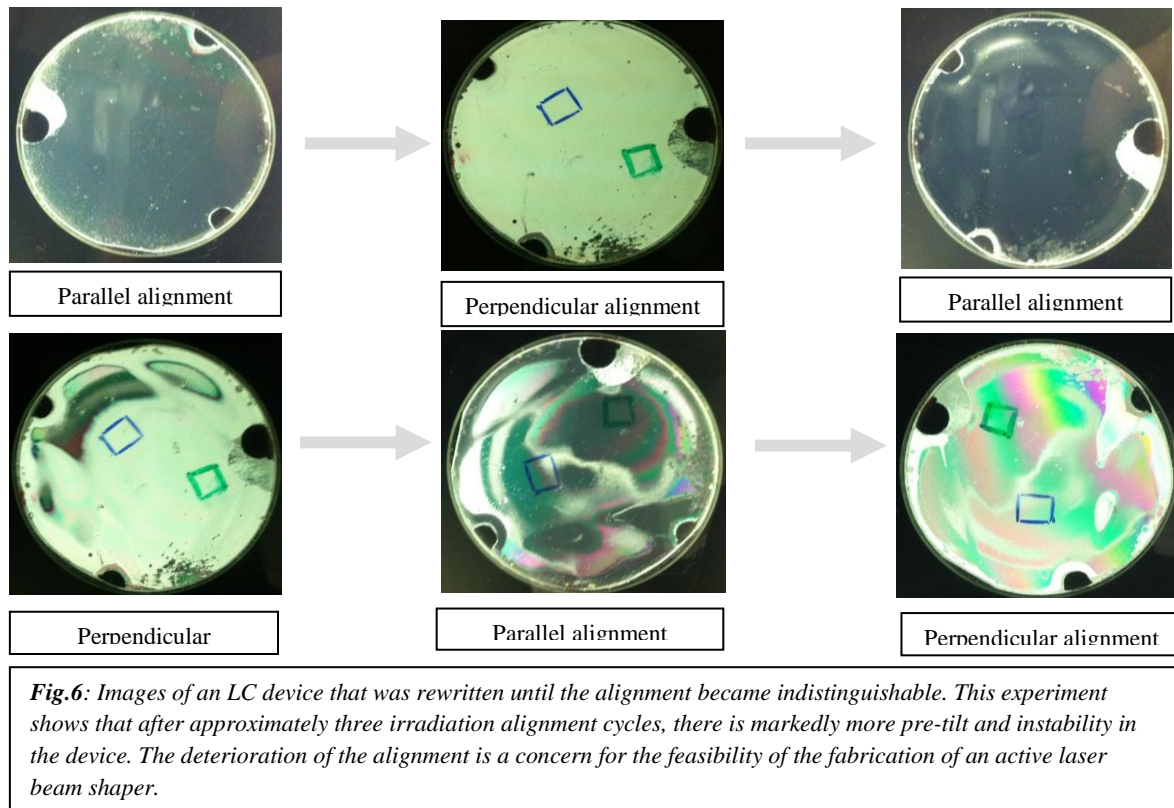 Parallel alignment
Perpendicular alignment
Parallel alignment
Perpendicular
Parallel alignment
Perpendicular alignment
Fig.6: Images of an LC device that was rewritten until the alignment became indistinguishable. This experiment
shows that after approximately three irradiation alignment cycles, there is markedly more pre-tilt and instability in
the device. The deterioration of the alignment is a concern for the feasibility of the fabrication of an active laser
beam shaper.